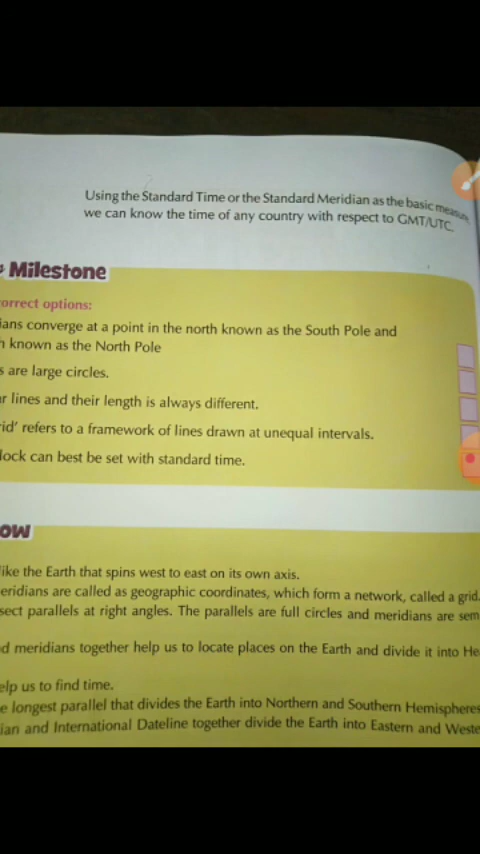 Using the Standard Time or the Standard Meridian as the basic measure,
we can know the time of any country with respect to GMT/UTC.
Milestone
orrect options:
ians converge at a point in the north known as the South Pole and
h known as the North Pole
s are large circles.
r lines and their length is always different.
rid' refers to a framework of lines drawn at unequal intervals.
lock can best be set with standard time.
ow
like the Earth that spins west to east on its own axis.
eridians are called as geographic coordinates, which form a network, called a grid.
sect parallels at right angles. The parallels are full circles and meridians are sem
d meridians together help us to locate places on the Earth and divide it into He
elp us to find time.
e longest parallel that divides the Earth into Northern and Southern Hemispheres
ian and International Dateline together divide the Earth into Eastern and Weste